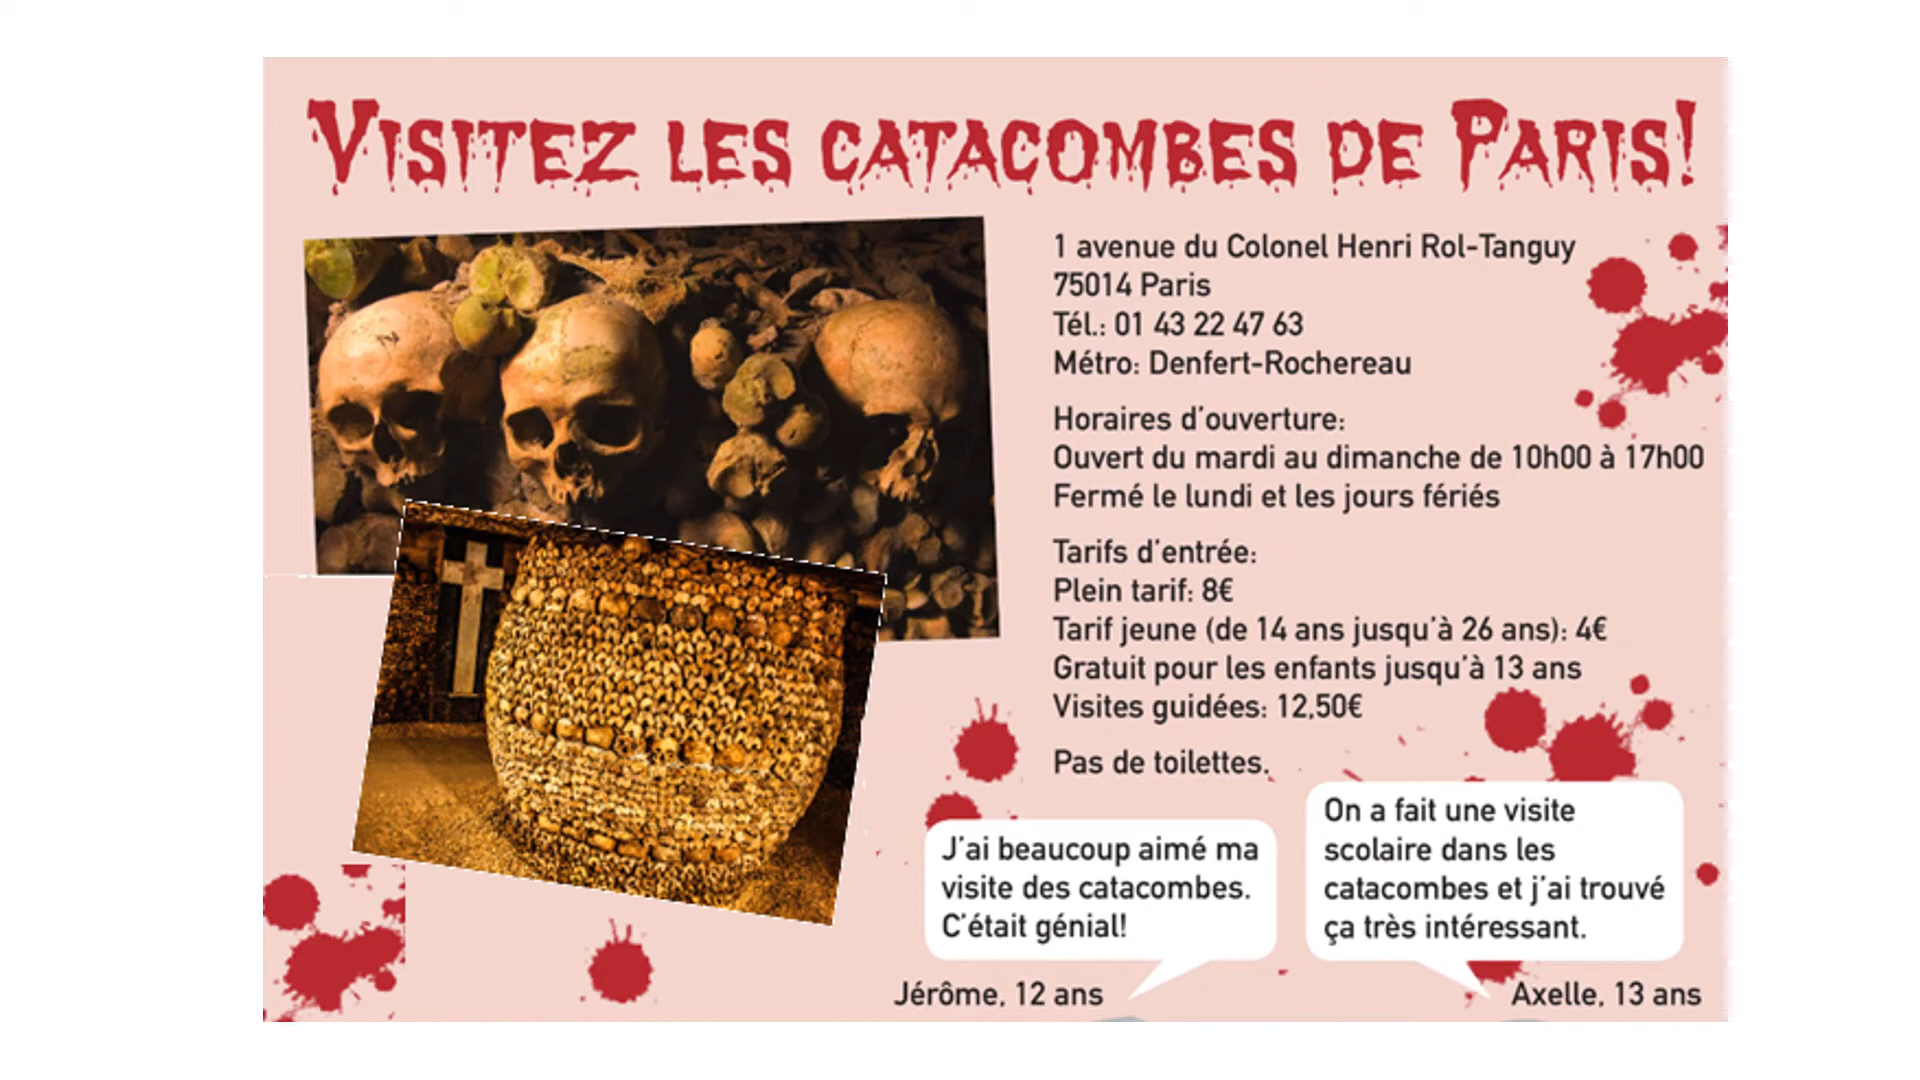 VISITEZ LES CATACOMBES DE PARIS!
1 avenue du Colonel Henri Rol-Tanguy
75014 Paris
Tél.: 01 43 22 47 63
Métro: Denfert-Rochereau
Horaires d'ouverture:
Ouvert du mardi au dimanche de 10h00 à 17h00
Fermé le lundi et les jours fériés
Tarifs d'entrée:
Plein tarif: 8€
Tarif jeune (de 14 ans jusqu'à 26 ans): 4€
Gratuit pour les enfants jusqu'à 13 ans
Visites guidées: 12,50€
Pas de toilettes.
J'ai beaucoup aimé ma
visite des catacombes.
C'était génial!
Jérôme, 12 ans
On a fait une visite
scolaire dans les
catacombes et j'ai trouvé
ça très intéressant.
Axelle, 13 ans